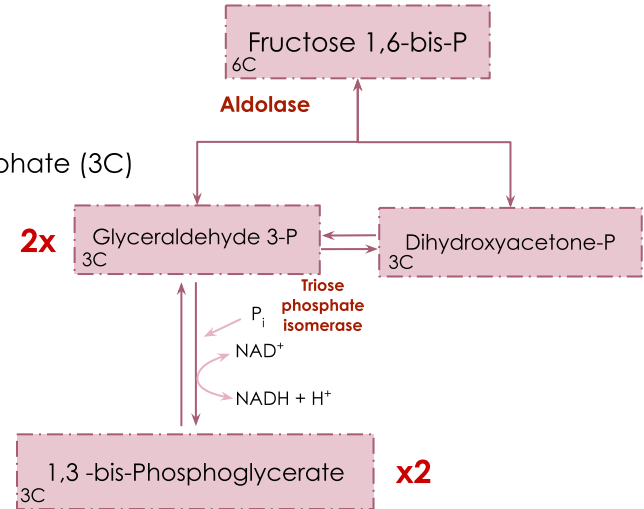 Fructose 1,6-bis-P
6C
Aldolase
phate (3C)
2x
Glyceraldehyde 3-P
3C
Dihydroxyacetone-P
3C
Triose
phosphate
isomerase
Pi
NAD+
NADH + H+
1,3 -bis-Phosphoglycerate
3C
x2